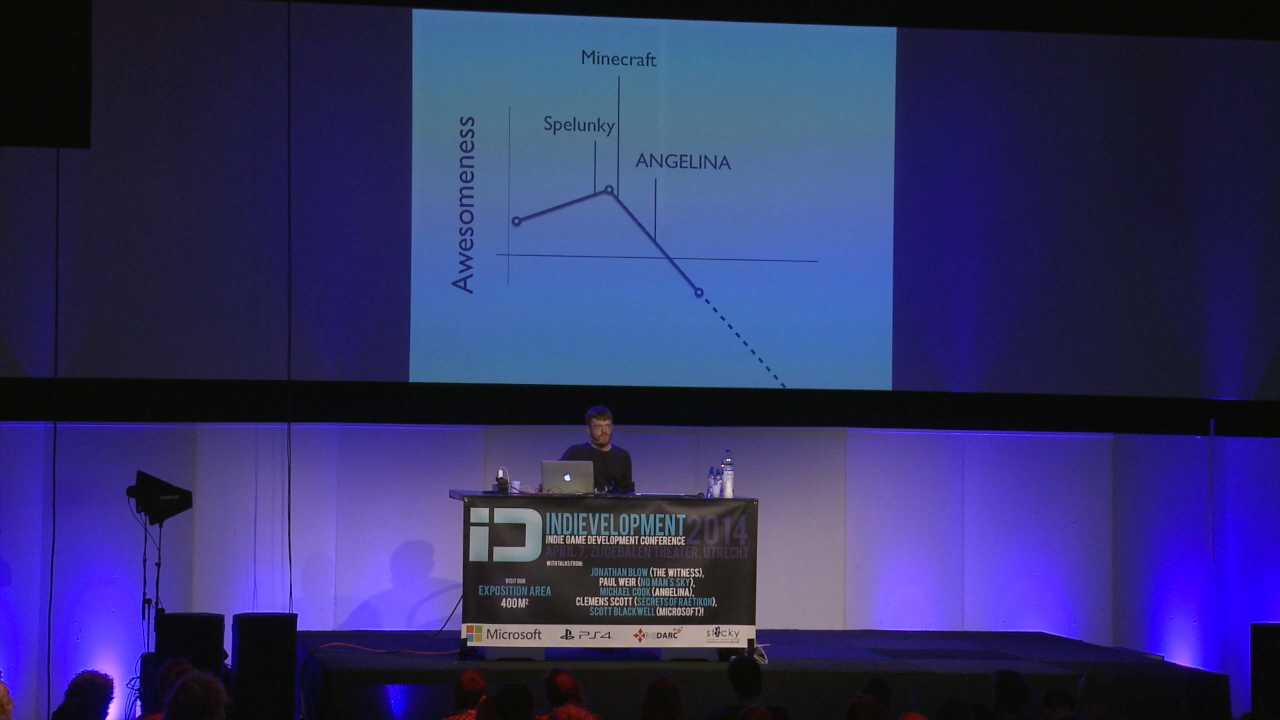 Minecraft
Spelunky
ANGELINA
Awesomeness
iD INDIEVELOPMENT 2014
INDIE GAME DEVELOPMENT CONFERENCE
APRIL 7, ZIJDEBALEN THEATER, UTRECHT
WITH TALKS FROM:
JONATHAN BLOW (THE WITNESS),
PAUL WEIR (NO MAN'S SKY),
MICHAEL COOK (ANGELINA),
CLEMENS SCOTT (SECRETS OF RAETIKON),
SCOTT BLACKWELL (MICROSOFT)!
VISIT OUR
EXPOSITION AREA
400M²
Microsoft PS4